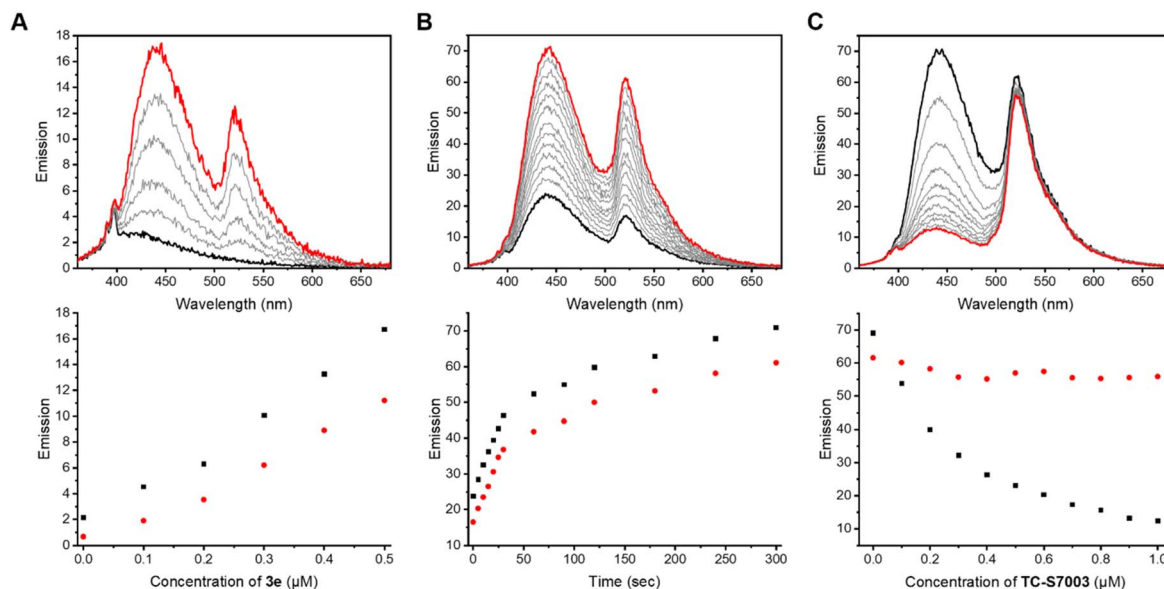 A
18
16
14
12
10
8
6
4
2
0
Emission
400 450 500 550 600 650
Wavelength (nm)
B
70
60
50
40
30
20
10
0
Emission
400 450 500 550 600 650
Wavelength (nm)
C
70
60
50
40
30
20
10
0
Emission
400 450 500 550 600 650
Wavelength (nm)
18
16
14
12
10
8
6
4
2
0
Emission
0.0 0.1 0.2 0.3 0.4 0.5
Concentration of 3e (µM)
70
60
50
40
30
20
10
Emission
0 50 100 150 200 250 300
Time (sec)
70
60
50
40
30
20
10
Emission
0.0 0.2 0.4 0.6 0.8 1.0
Concentration of TC-S7003 (µM)